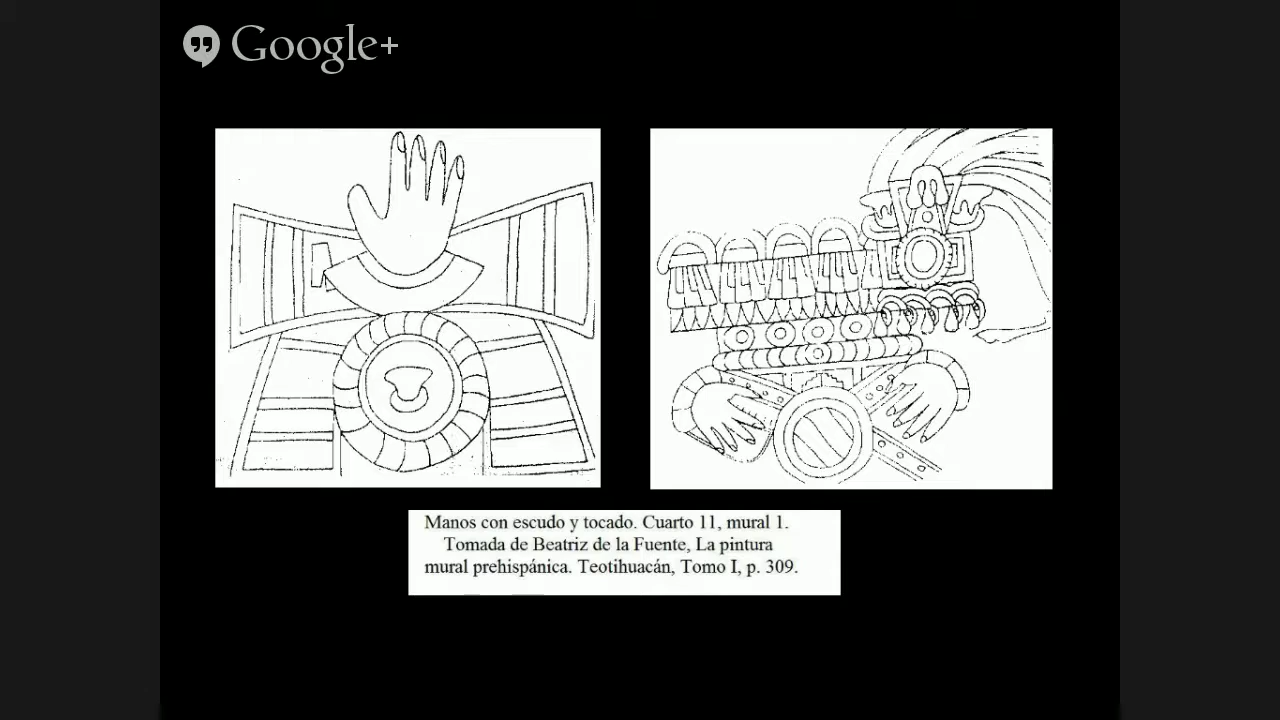 Google+
Manos con escudo y tocado. Cuarto 11, mural 1.
Tomada de Beatriz de la Fuente, La pintura
mural prehispánica. Teotihuacán, Tomo I, p. 309.